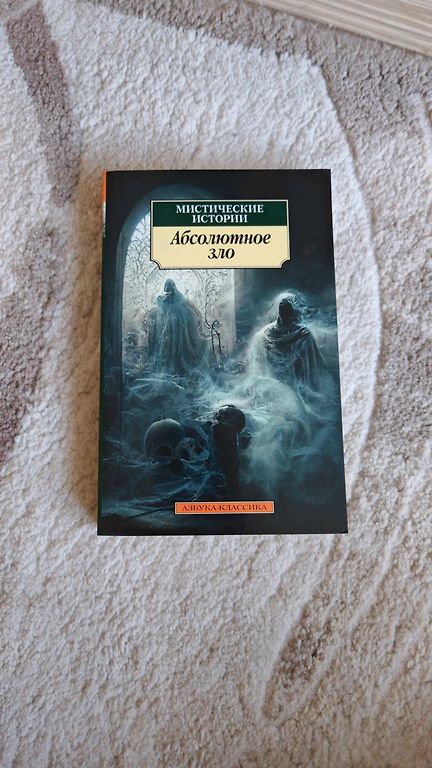 МИСТИЧЕСКИЕ
ИСТОРИИ
Абсолютное
зло
АЗБУКА-КЛАССИКА